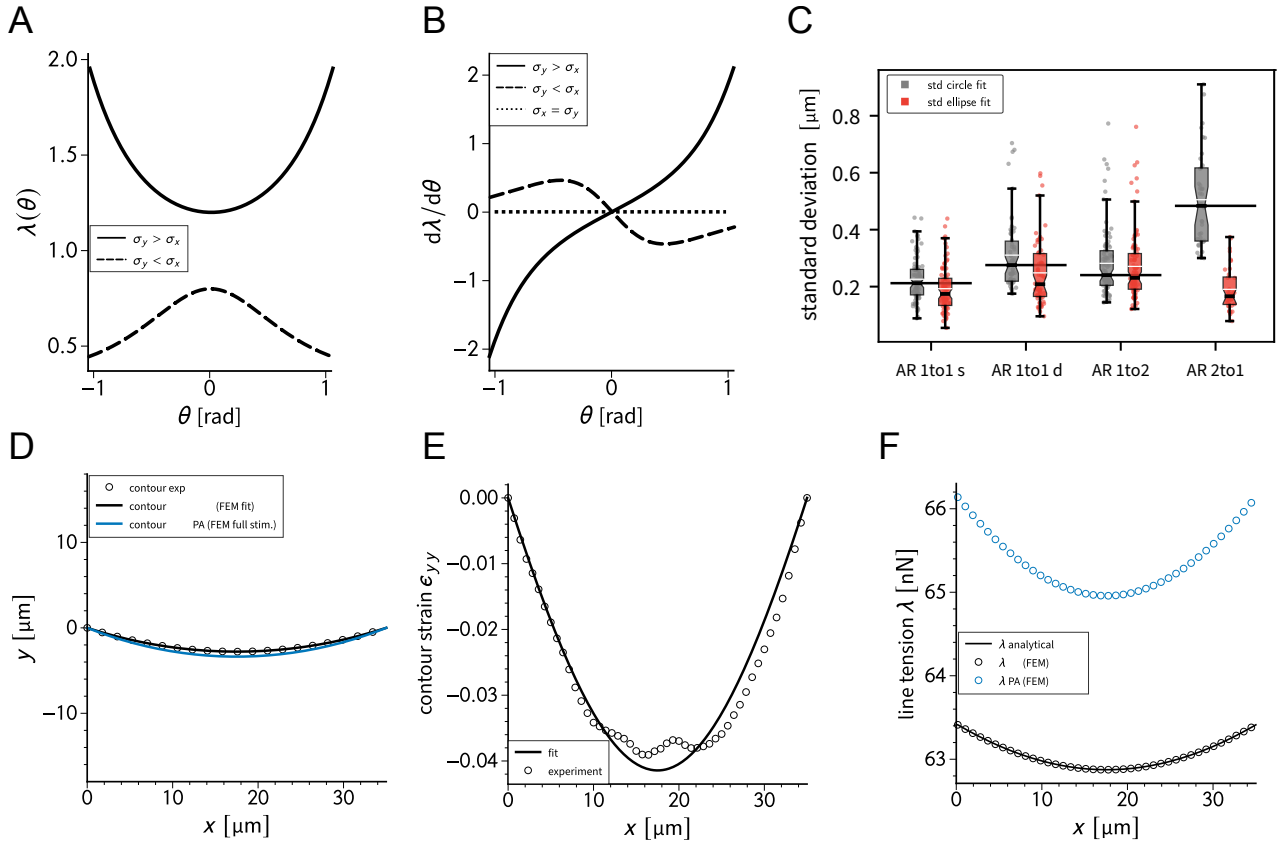 A
2.0
1.5
1.0
0.5
λ(θ)
σy > σx
σy < σx
−1
0
1
θ [rad]
B
2
1
0
−1
−2
dλ/dθ
σy > σx
σy < σx
σx = σy
−1
0
1
θ [rad]
C
0.8
0.6
0.4
0.2
standard deviation [µm]
std circle fit
std ellipse fit
AR 1to1 s
AR 1to1 d
AR 1to2
AR 2to1
D
contour exp
contour (FEM fit)
contour PA (FEM full stim.)
10
0
−10
y [µm]
0
10
20
30
x [µm]
E
0.00
−0.01
−0.02
−0.03
−0.04
contour strain ϵyy
fit
experiment
0
10
20
30
x [µm]
F
66
65
64
63
line tension λ [nN]
λ analytical
λ (FEM)
λ PA (FEM)
0
10
20
30
x [µm]